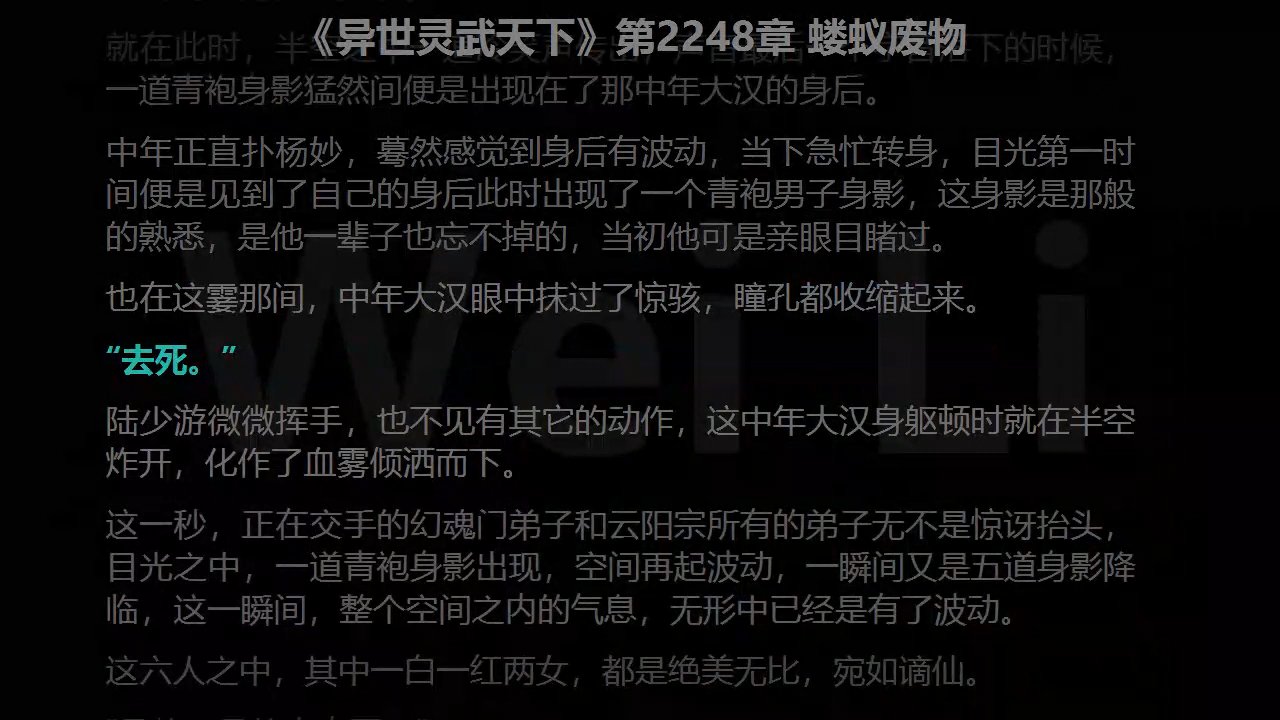 《异世灵武天下》第2248章 蝼蚁废物
就在此时，半空
下的时候，
一道青袍身影猛然间便是出现在了那中年大汉的身后。
中年正直扑杨妙，蓦然感觉到身后有波动，当下急忙转身，目光第一时
间便是见到了自己的身后此时出现了一个青袍男子身影，这身影是那般
的熟悉，是他一辈子也忘不掉的，当初他可是亲眼目睹过。
也在这霎那间，中年大汉眼中抹过了惊骇，瞳孔都收缩起来。
“去死。”
陆少游微微挥手，也不见有其它的动作，这中年大汉身躯顿时就在半空
炸开，化作了血雾倾洒而下。
这一秒，正在交手的幻魂门弟子和云阳宗所有的弟子无不是惊讶抬头，
目光之中，一道青袍身影出现，空间再起波动，一瞬间又是五道身影降
临，这一瞬间，整个空间之内的气息，无形中已经是有了波动。
这六人之中，其中一白一红两女，都是绝美无比，宛如谪仙。
Wei Li